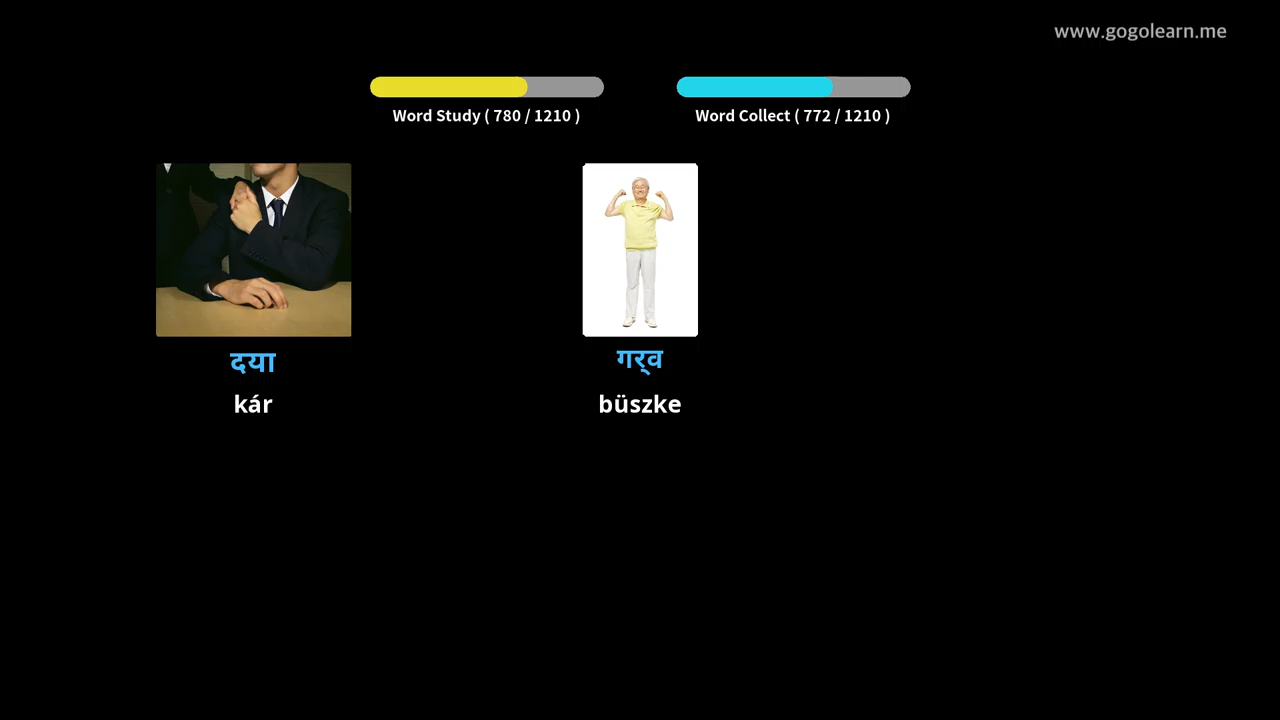 www.gogolearn.me
Word Study ( 780 / 1210 )
Word Collect ( 772 / 1210 )
दया
गर्‍व
kár
büszke